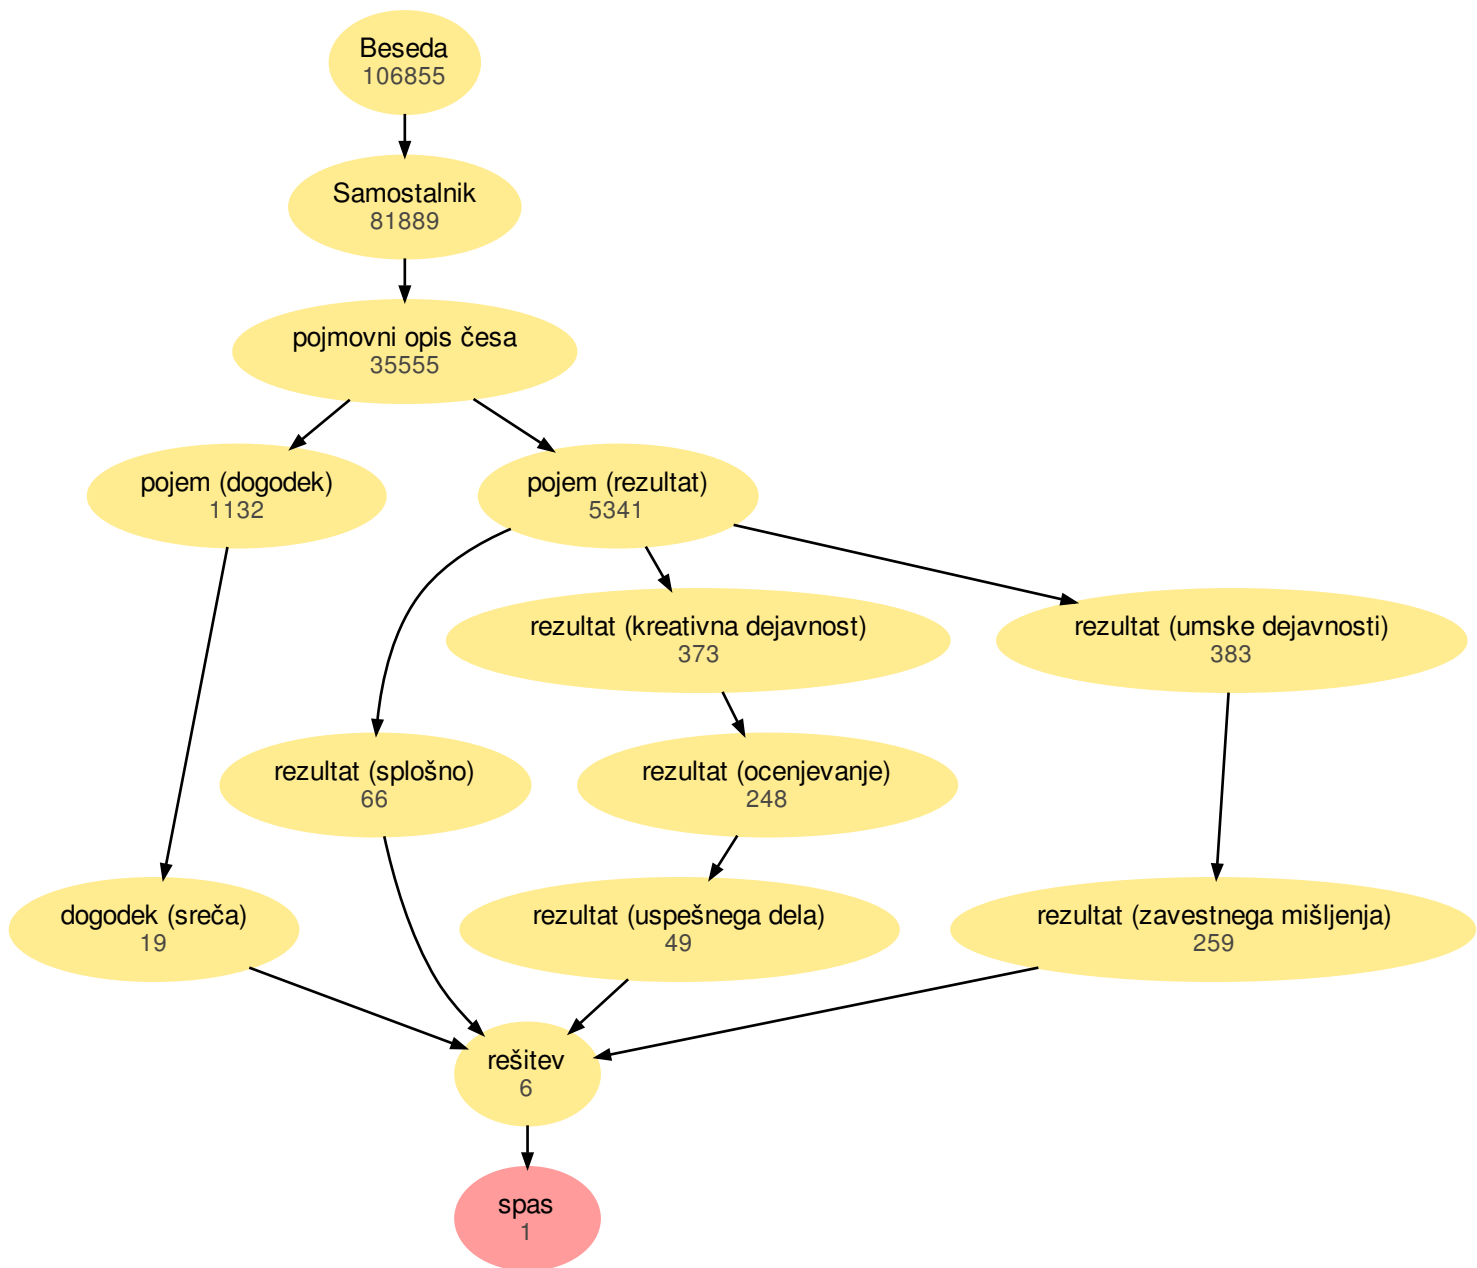 Beseda
106855
Samostalnik
81889
pojmovni opis česa
35555
pojem (dogodek)
1132
pojem (rezultat)
5341
rezultat (kreativna dejavnost)
373
rezultat (umske dejavnosti)
383
rezultat (splošno)
66
rezultat (ocenjevanje)
248
dogodek (sreča)
19
rezultat (uspešnega dela)
49
rezultat (zavestnega mišljenja)
259
rešitev
6
spas
1